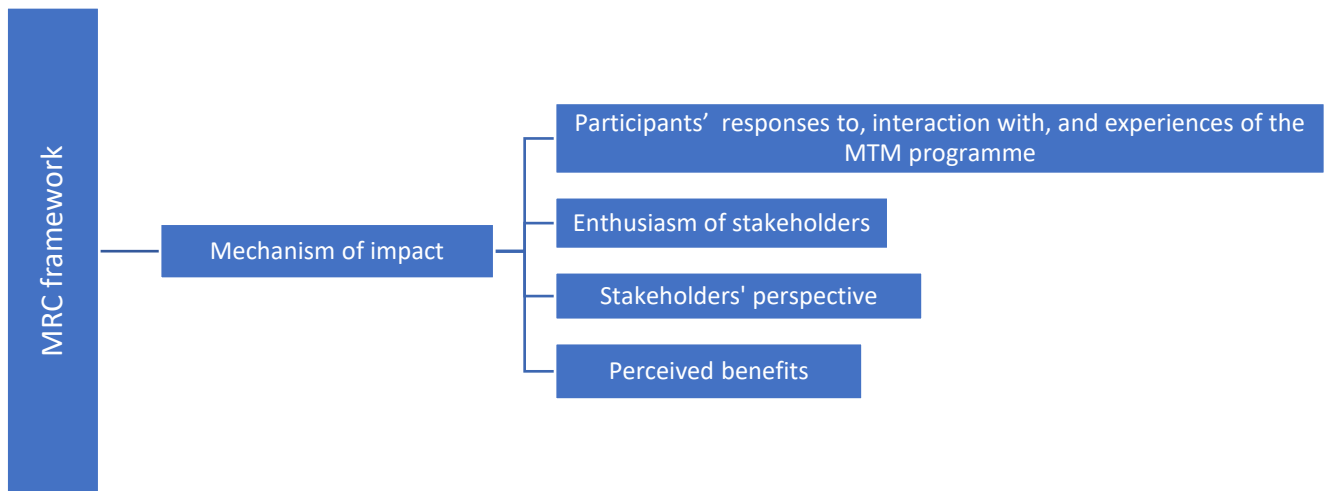 MRC framework
Mechanism of impact
Participants’  responses to, interaction with, and experiences of the
MTM programme
Enthusiasm of stakeholders
Stakeholders' perspective
Perceived benefits